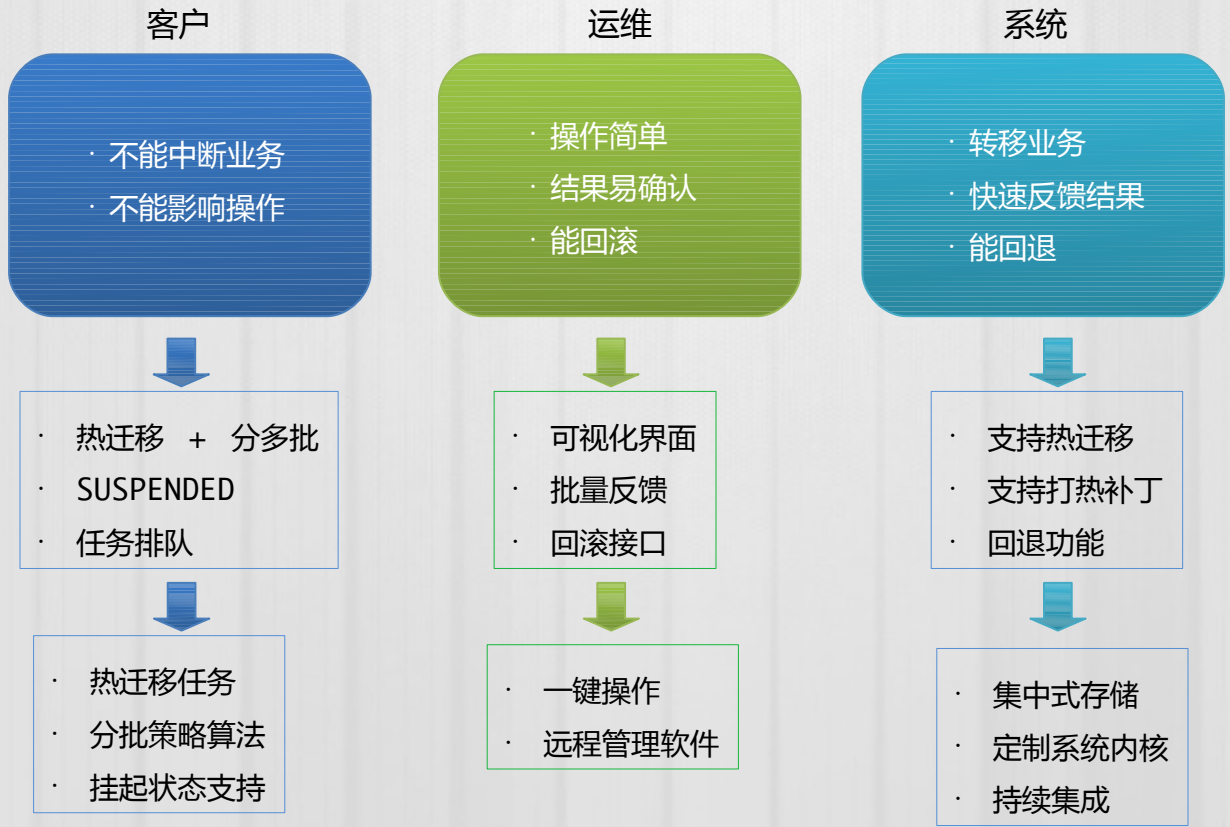 客户
· 不能中断业务
· 不能影响操作
· 热迁移 + 分多批
· SUSPENDED
· 任务排队
· 热迁移任务
· 分批策略算法
· 挂起状态支持
运维
· 操作简单
· 结果易确认
· 能回滚
· 可视化界面
· 批量反馈
· 回滚接口
· 一键操作
· 远程管理软件
系统
· 转移业务
· 快速反馈结果
· 能回退
· 支持热迁移
· 支持打热补丁
· 回退功能
· 集中式存储
· 定制系统内核
· 持续集成